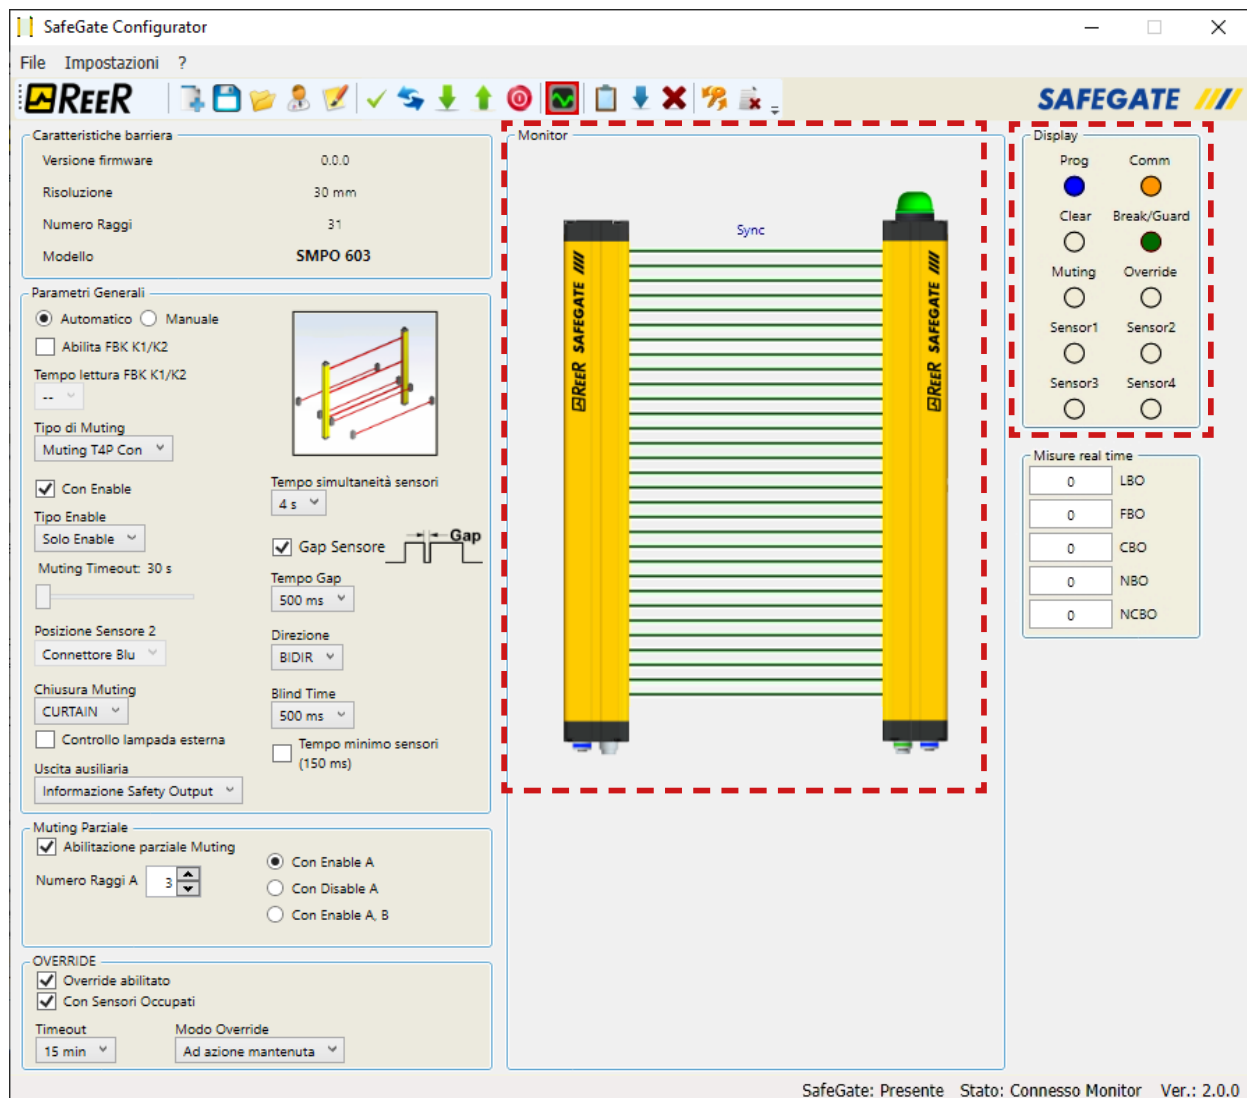 SafeGate Configurator
File Impostazioni ?
REER
SAFEGATE
Caratteristiche barriera
Versione firmware 0.0.0
Risoluzione 30 mm
Numero Raggi 31
Modello SMPO 603
Parametri Generali
Automatico Manuale
Abilita FBK K1/K2
Tempo lettura FBK K1/K2
--
Tipo di Muting
Muting T4P Con
Con Enable
Tipo Enable
Solo Enable
Muting Timeout: 30 s
Posizione Sensore 2
Connettore Blu
Chiusura Muting
CURTAIN
Controllo lampada esterna
Uscita ausiliaria
Informazione Safety Output
Tempo simultaneità sensori
4 s
Gap Sensore
Gap
Tempo Gap
500 ms
Direzione
BIDIR
Blind Time
500 ms
Tempo minimo sensori
(150 ms)
Muting Parziale
Abilitazione parziale Muting
Numero Raggi A 3
Con Enable A
Con Disable A
Con Enable A, B
OVERRIDE
Override abilitato
Con Sensori Occupati
Timeout
15 min
Modo Override
Ad azione mantenuta
Monitor
Sync
REER SAFEGATE
REER SAFEGATE
Display
Prog Comm
Clear Break/Guard
Muting Override
Sensor1 Sensor2
Sensor3 Sensor4
Misure real time
0 LBO
0 FBO
0 CBO
0 NBO
0 NCBO
SafeGate: Presente Stato: Connesso Monitor Ver.: 2.0.0